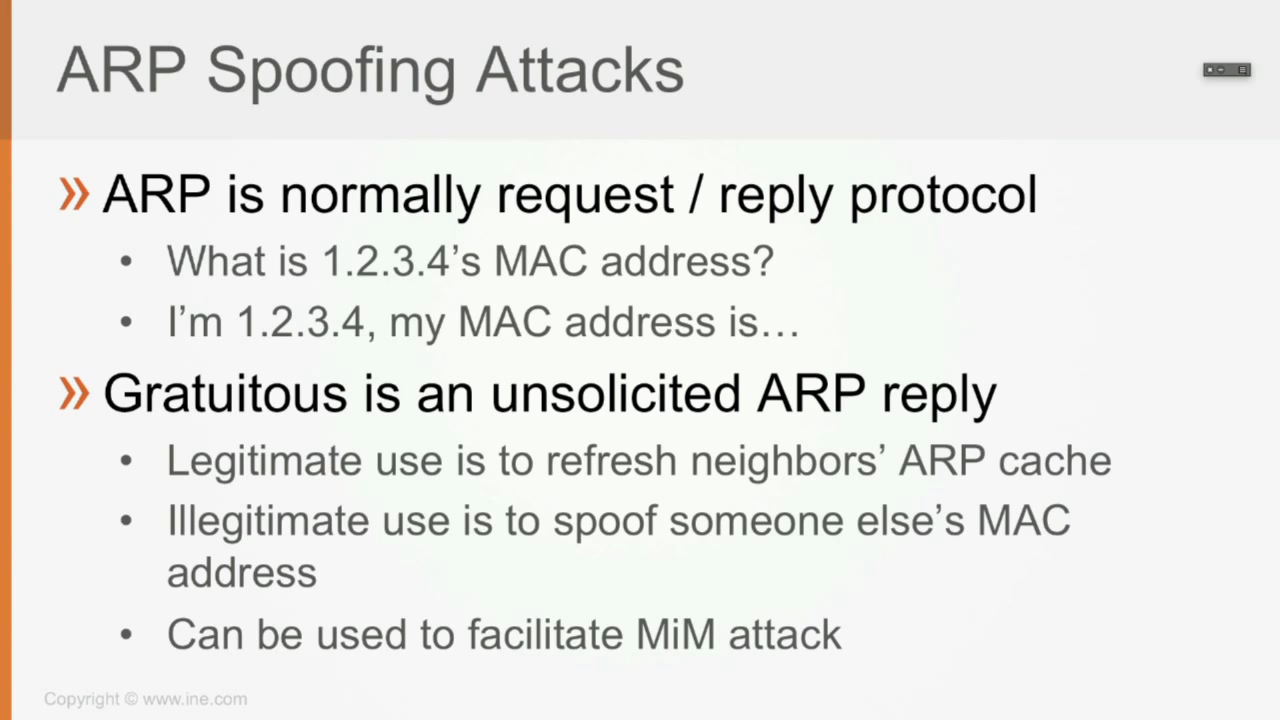 ARP Spoofing Attacks
» ARP is normally request / reply protocol
• What is 1.2.3.4’s MAC address?
• I’m 1.2.3.4, my MAC address is…
» Gratuitous is an unsolicited ARP reply
• Legitimate use is to refresh neighbors’ ARP cache
• Illegitimate use is to spoof someone else’s MAC
address
• Can be used to facilitate MiM attack
Copyright © www.ine.com